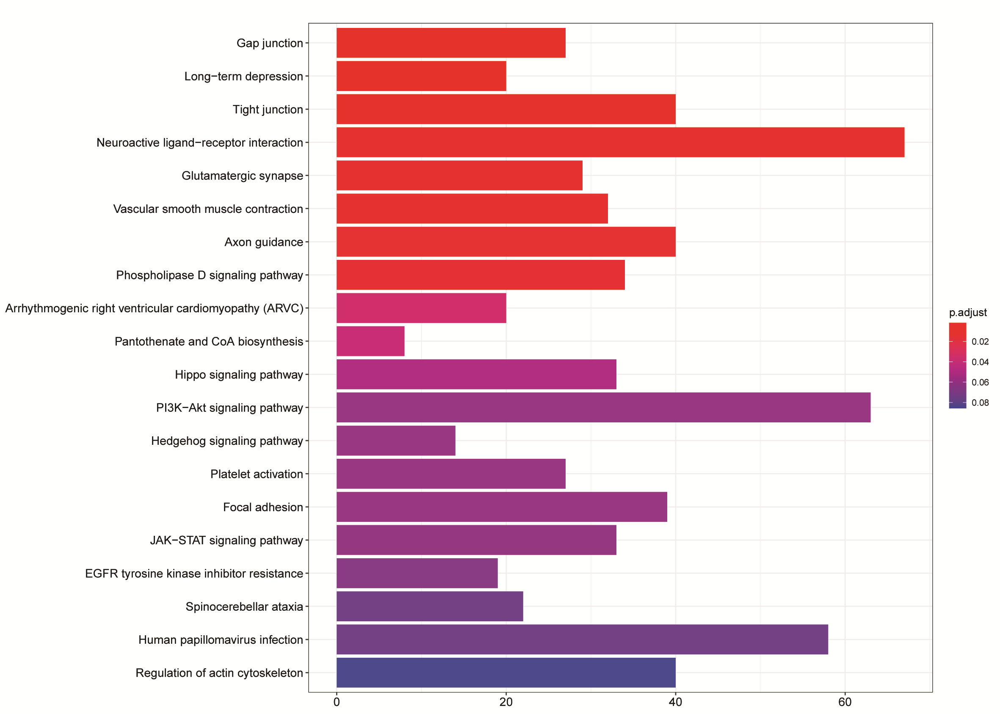 Gap junction
Long−term depression
Tight junction
Neuroactive ligand−receptor interaction
Glutamatergic synapse
Vascular smooth muscle contraction
Axon guidance
Phospholipase D signaling pathway
Arrhythmogenic right ventricular cardiomyopathy (ARVC)
Pantothenate and CoA biosynthesis
Hippo signaling pathway
PI3K−Akt signaling pathway
Hedgehog signaling pathway
Platelet activation
Focal adhesion
JAK−STAT signaling pathway
EGFR tyrosine kinase inhibitor resistance
Spinocerebellar ataxia
Human papillomavirus infection
Regulation of actin cytoskeleton
0 20 40 60
p.adjust
0.02
0.04
0.06
0.08